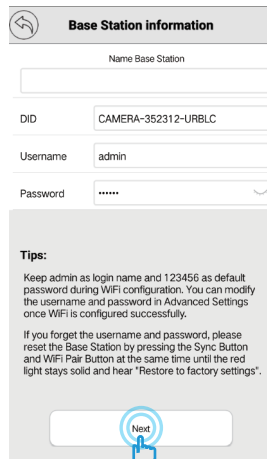 Base Station information
Name Base Station
DID CAMERA-352312-URBLC
Username admin
Password ••••••
Tips:
Keep admin as login name and 123456 as default
password during WiFi configuration. You can modify
the username and password in Advanced Settings
once WiFi is configured successfully.
If you forget the username and password, please
reset the Base Station by pressing the Sync Button
and WiFi Pair Button at the same time until the red
light stays solid and hear "Restore to factory settings".
Next